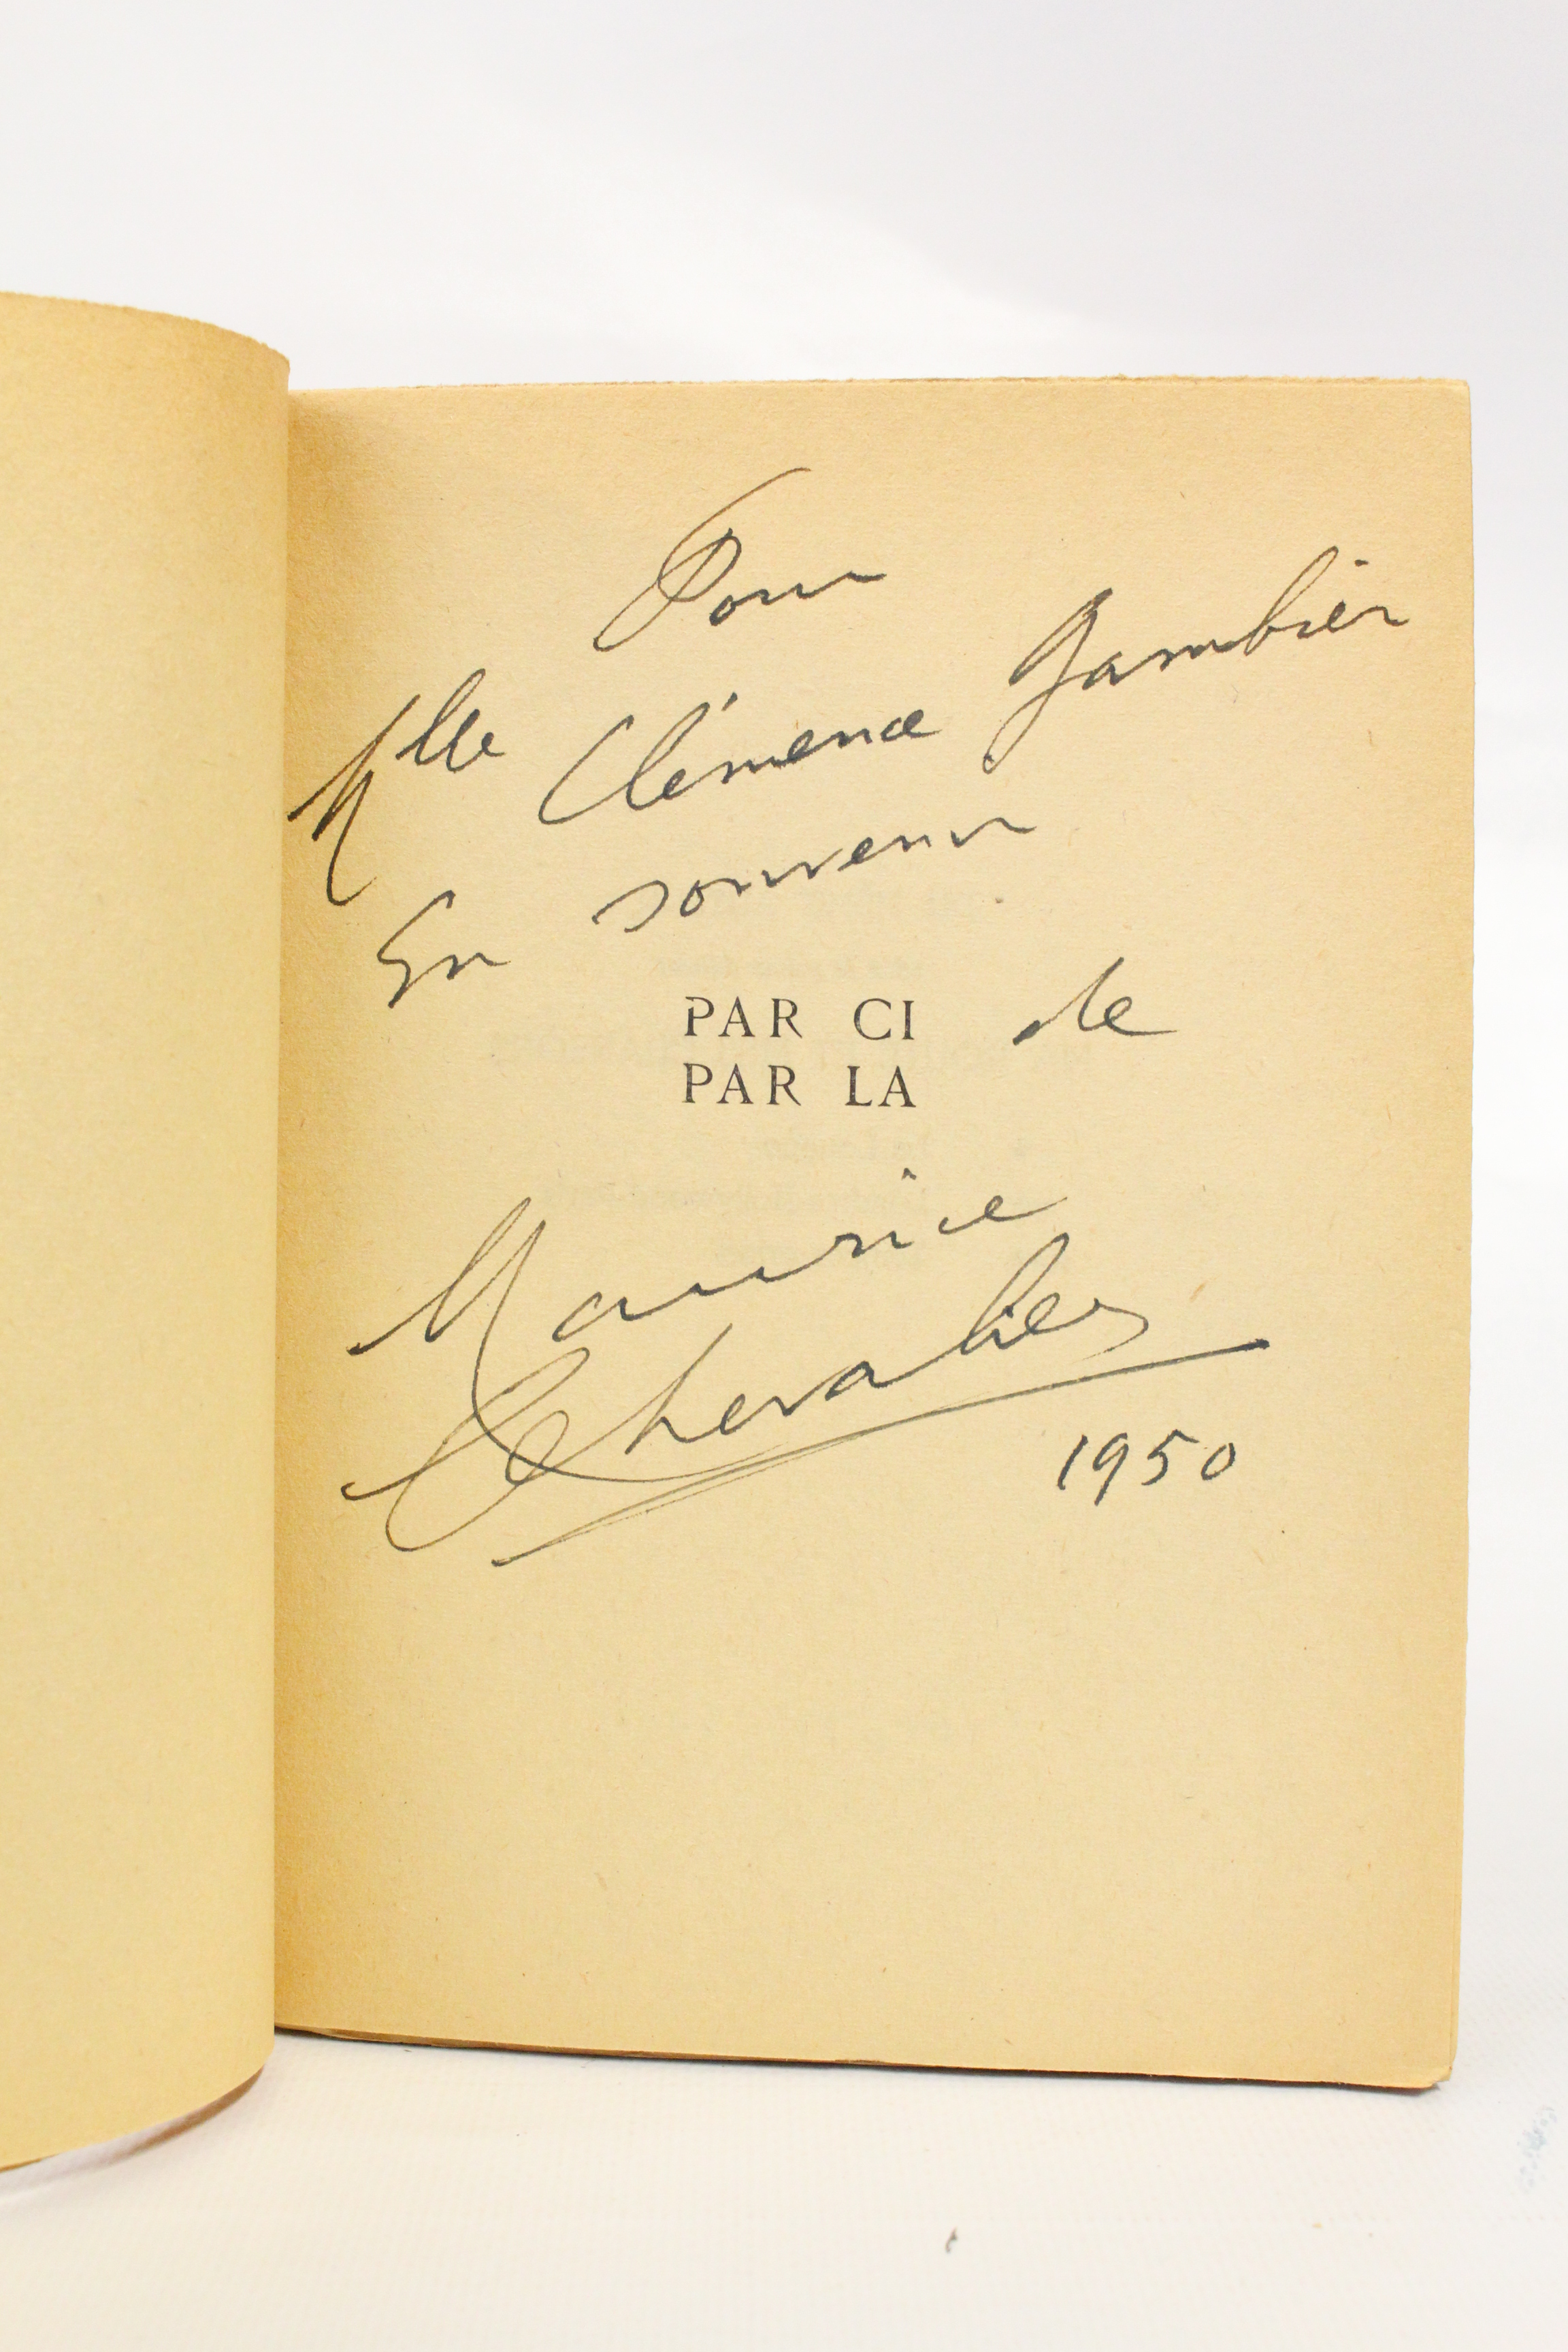 Pour
Mlle Clémence Jambier
En souvenir
PAR CI de
PAR LA
Maurice
Chevalier
1950